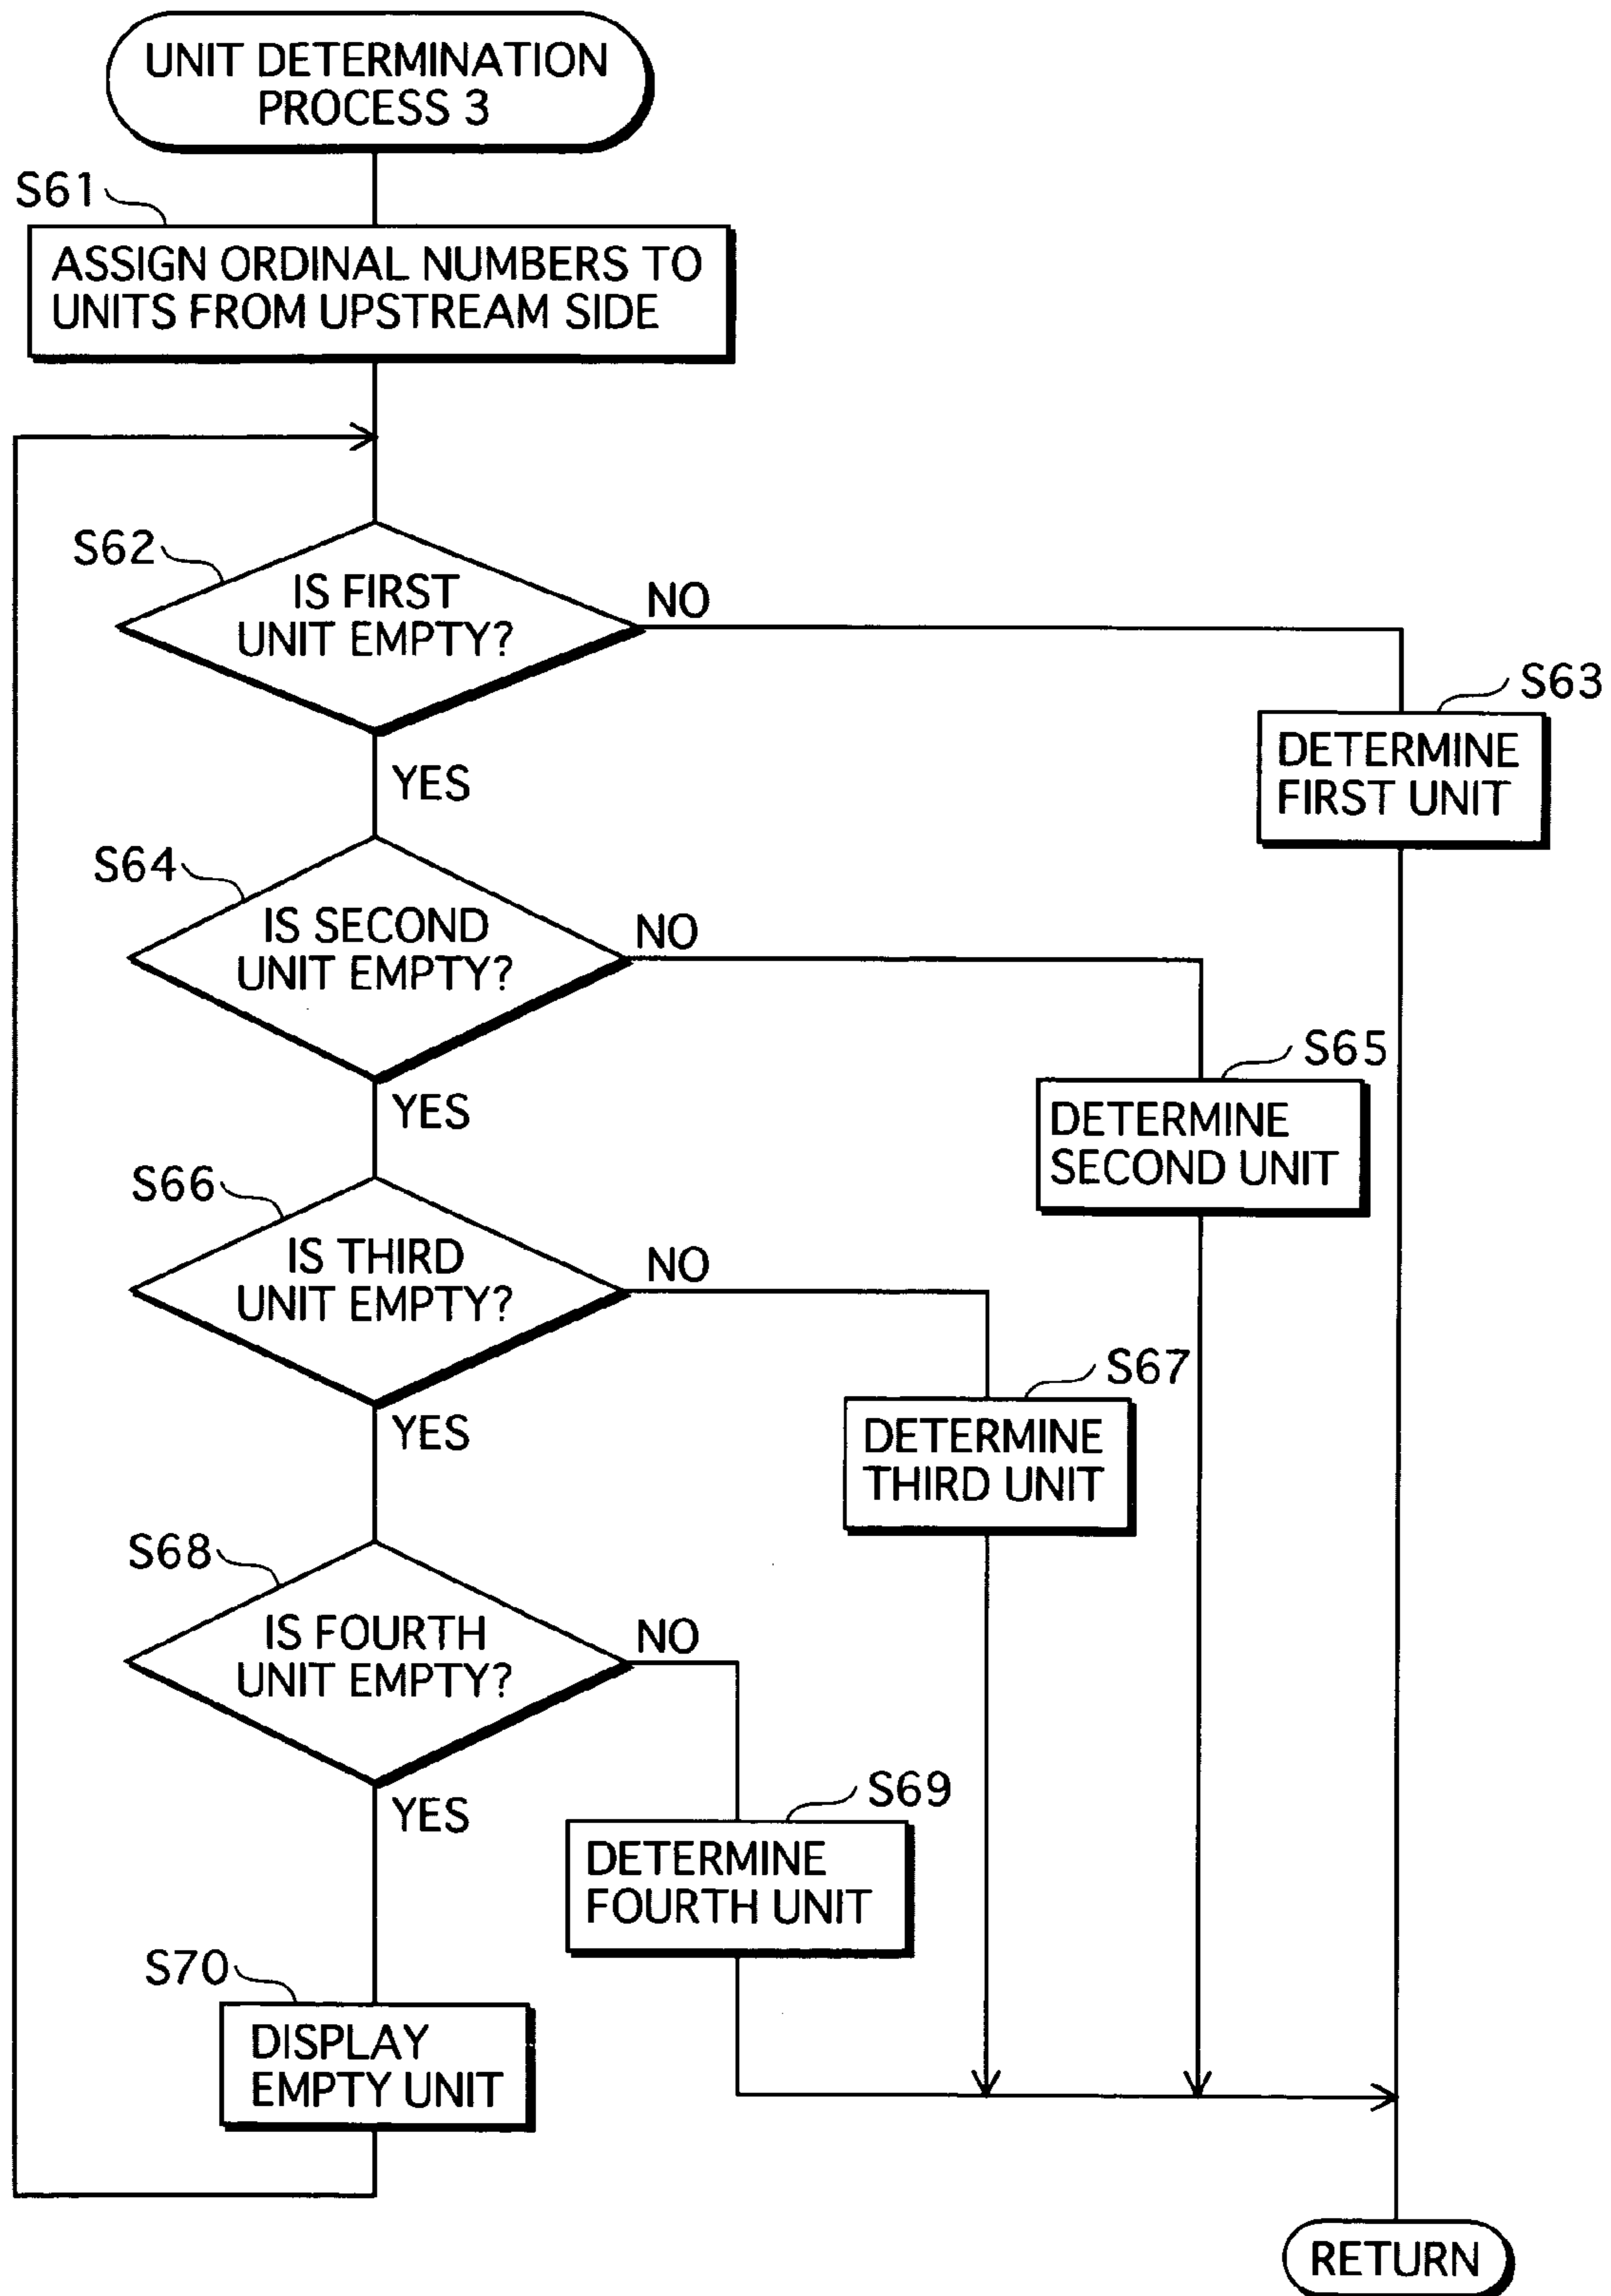 UNIT DETERMINATION
PROCESS 3
S61
ASSIGN ORDINAL NUMBERS TO
UNITS FROM UPSTREAM SIDE
S62
IS FIRST
UNIT EMPTY?
NO
S63
DETERMINE
FIRST UNIT
YES
S64
IS SECOND
UNIT EMPTY?
NO
S65
DETERMINE
SECOND UNIT
YES
S66
IS THIRD
UNIT EMPTY?
NO
S67
DETERMINE
THIRD UNIT
YES
S68
IS FOURTH
UNIT EMPTY?
NO
S69
DETERMINE
FOURTH UNIT
YES
S70
DISPLAY
EMPTY UNIT
RETURN